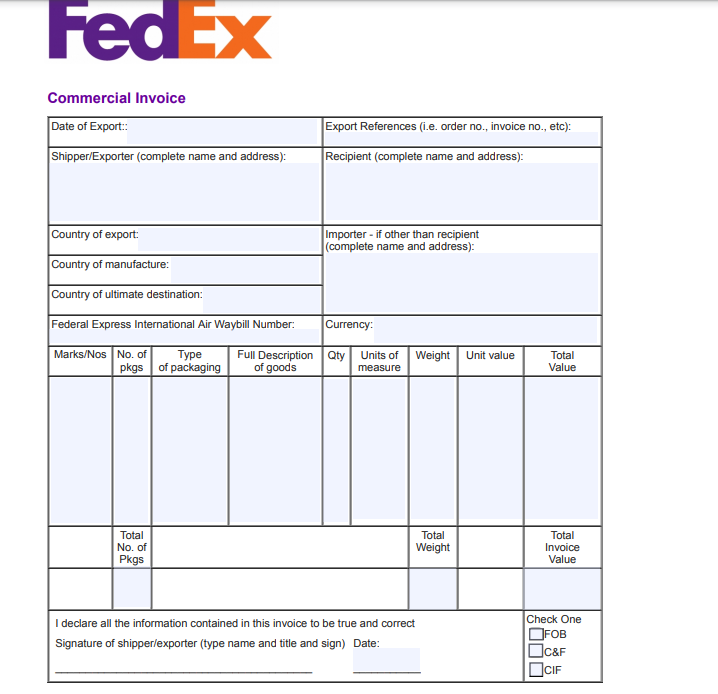 FedEx
Commercial Invoice
Date of Export::
Export References (i.e. order no., invoice no., etc):
Shipper/Exporter (complete name and address):
Recipient (complete name and address):
Country of export:
Importer - if other than recipient
(complete name and address):
Country of manufacture:
Country of ultimate destination:
Federal Express International Air Waybill Number:
Currency:
Marks/Nos
No. of
pkgs
Type
of packaging
Full Description
of goods
Qty
Units of
measure
Weight
Unit value
Total
Value
Total
No. of
Pkgs
Total
Weight
Total
Invoice
Value
I declare all the information contained in this invoice to be true and correct
Signature of shipper/exporter (type name and title and sign)
Date:
Check One
FOB
C&F
CIF